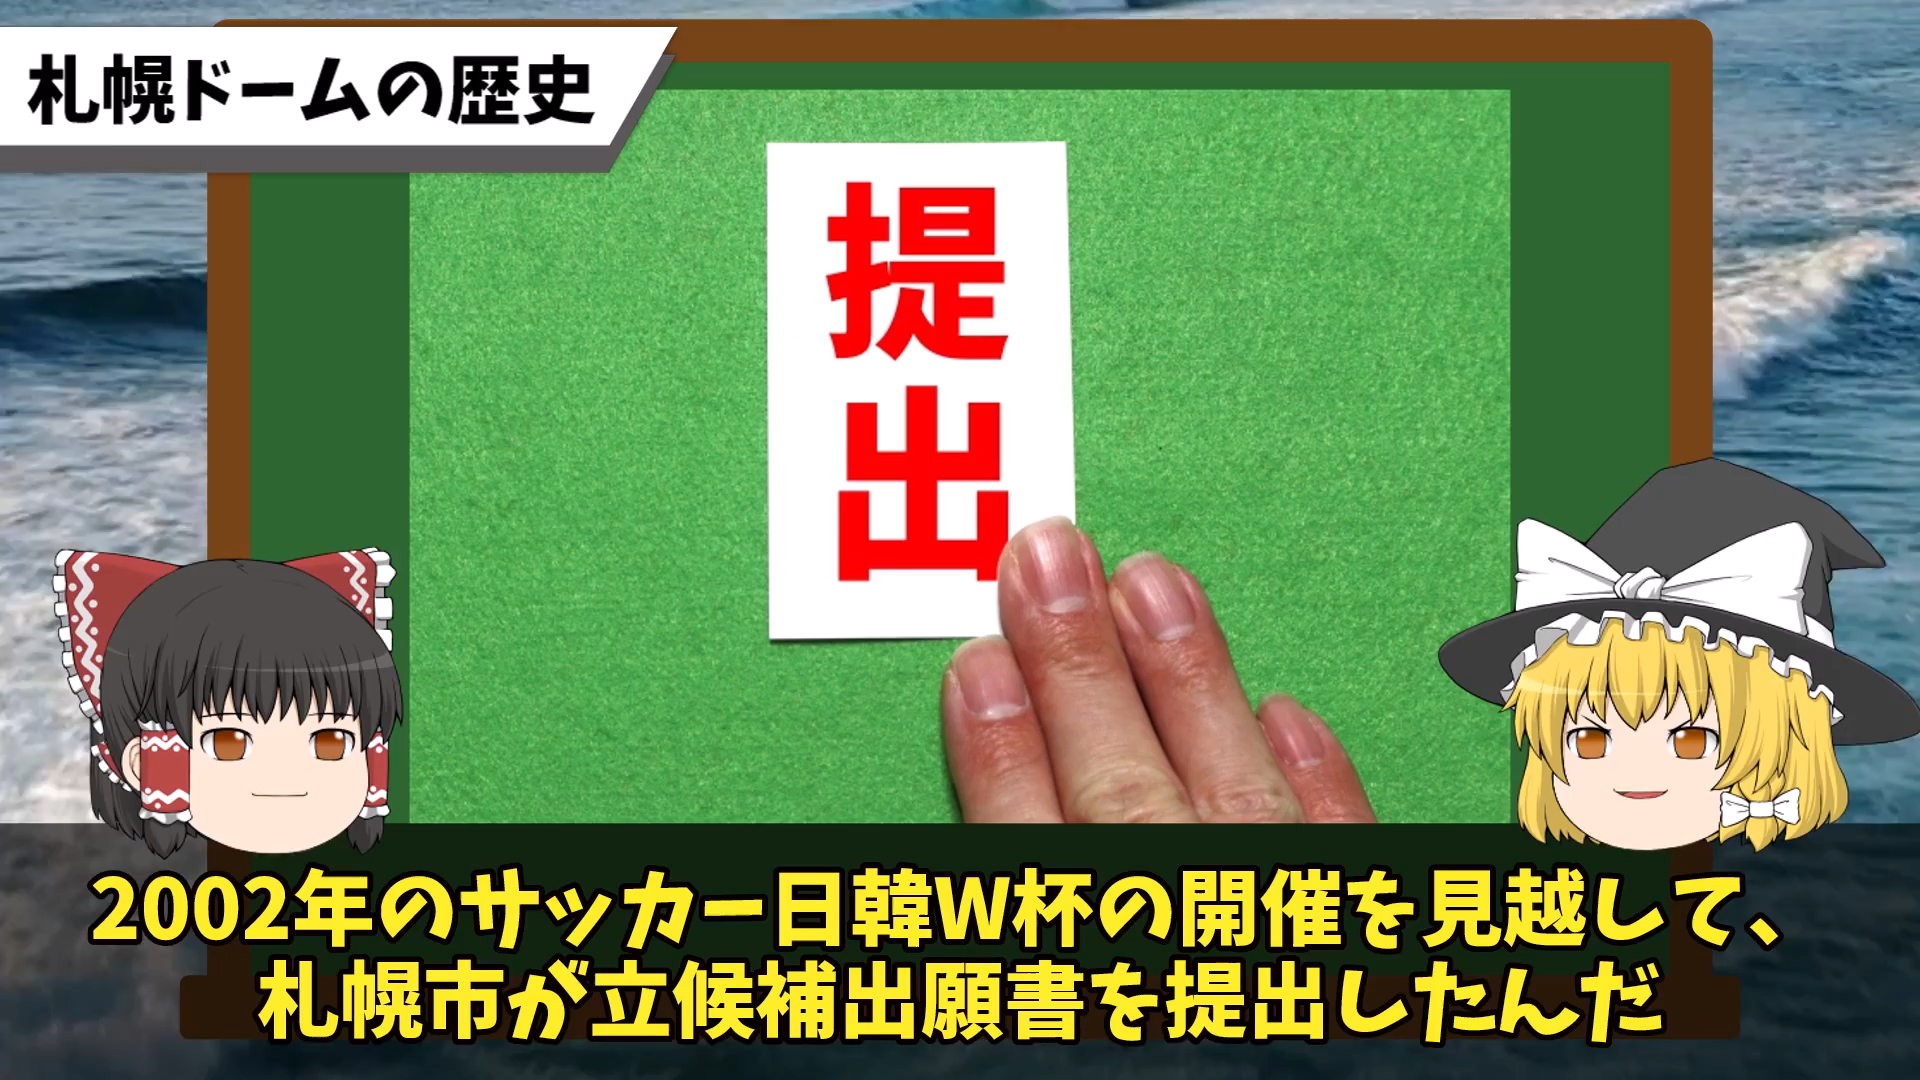 札幌ドームの歴史
提出
2002年のサッカー日韓W杯の開催を見越して、
札幌市が立候補出願書を提出したんだ